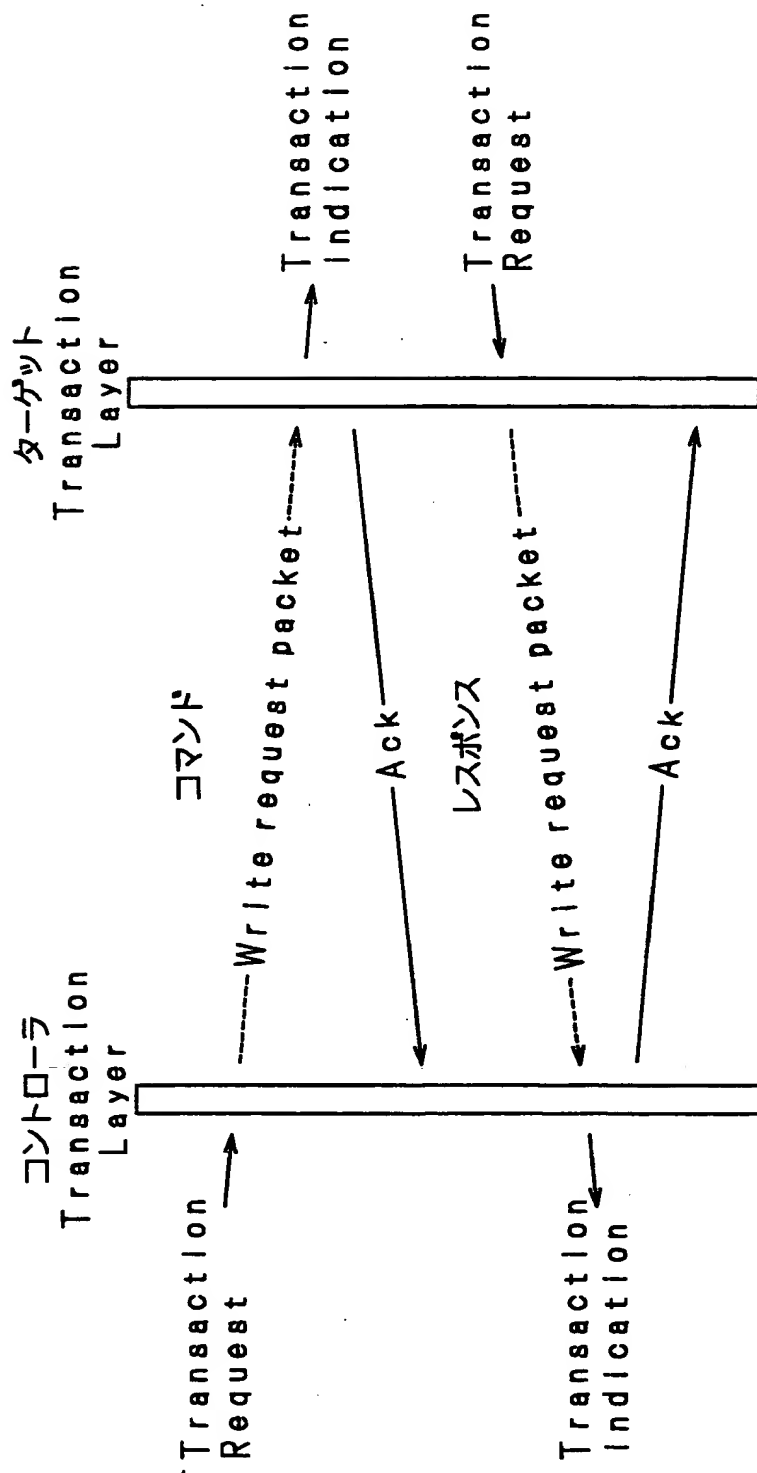 コントローラ
Transaction
Layer
ターゲット
Transaction
Layer
Transaction
Request
コマンド
Write request packet
Transaction
Indication
Ack
レスポンス
Write request packet
Transaction
Request
Transaction
Indication
Ack